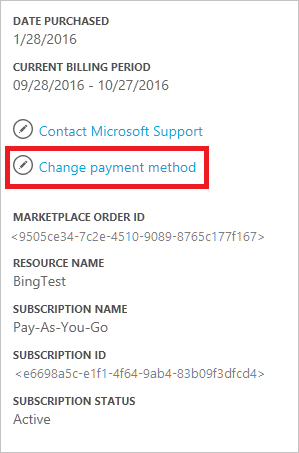 DATE PURCHASED
1/28/2016
CURRENT BILLING PERIOD
09/28/2016 - 10/27/2016
Contact Microsoft Support
Change payment method
MARKETPLACE ORDER ID
<9505ce34-7c2e-4510-9089-8765c177f167>
RESOURCE NAME
BingTest
SUBSCRIPTION NAME
Pay-As-You-Go
SUBSCRIPTION ID
<e6698a5c-e1f1-4f64-9ab4-83b09f3dfcd4>
SUBSCRIPTION STATUS
Active